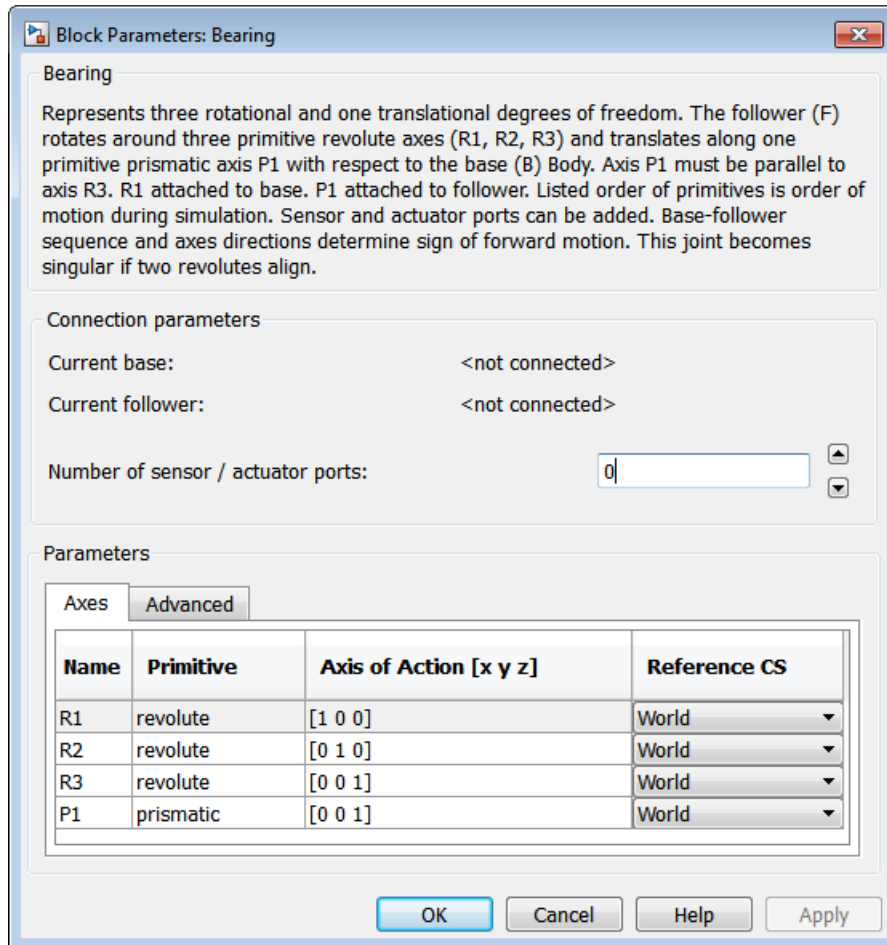 Block Parameters: Bearing
Bearing
Represents three rotational and one translational degrees of freedom. The follower (F)
rotates around three primitive revolute axes (R1, R2, R3) and translates along one
primitive prismatic axis P1 with respect to the base (B) Body. Axis P1 must be parallel to
axis R3. R1 attached to base. P1 attached to follower. Listed order of primitives is order of
motion during simulation. Sensor and actuator ports can be added. Base-follower
sequence and axes directions determine sign of forward motion. This joint becomes
singular if two revolutes align.
Connection parameters
Current base: <not connected>
Current follower: <not connected>
Number of sensor / actuator ports: 0
Parameters
Axes Advanced
Name Primitive Axis of Action [x y z] Reference CS
R1 revolute [1 0 0] World
R2 revolute [0 1 0] World
R3 revolute [0 0 1] World
P1 prismatic [0 0 1] World
OK Cancel Help Apply